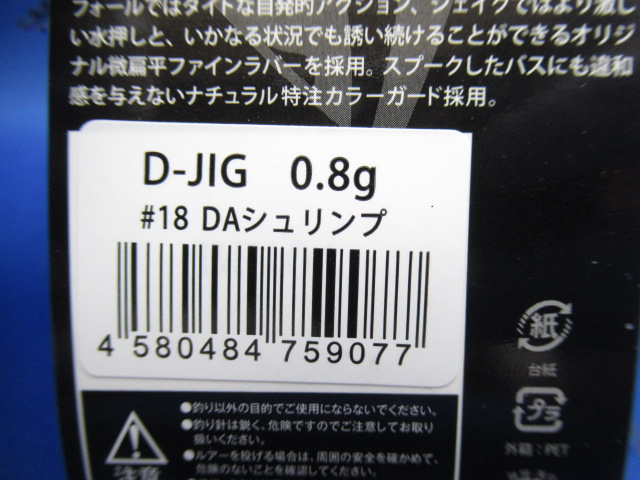 フォールではタイトな自発的アクション、シェイクではより激し
い水押しと、いかなる状況でも誘い続けることができるオリジ
ナル微扁平ファインラバーを採用。スプークしたバスにも違和
感を与えないナチュラル特注カラーガード採用。
D-JIG 0.8g
#18 DAシュリンプ
4 580484 759077
紙
台紙
プラ
外箱:PET
●釣り以外の目的でご使用にならないでください。
●釣り針は鋭く、危険ですのでご注意してお取り
扱いください。
●ルアーを投げる場合は、周囲の安全を確かめて、
危険のないことを確認してください。
注意